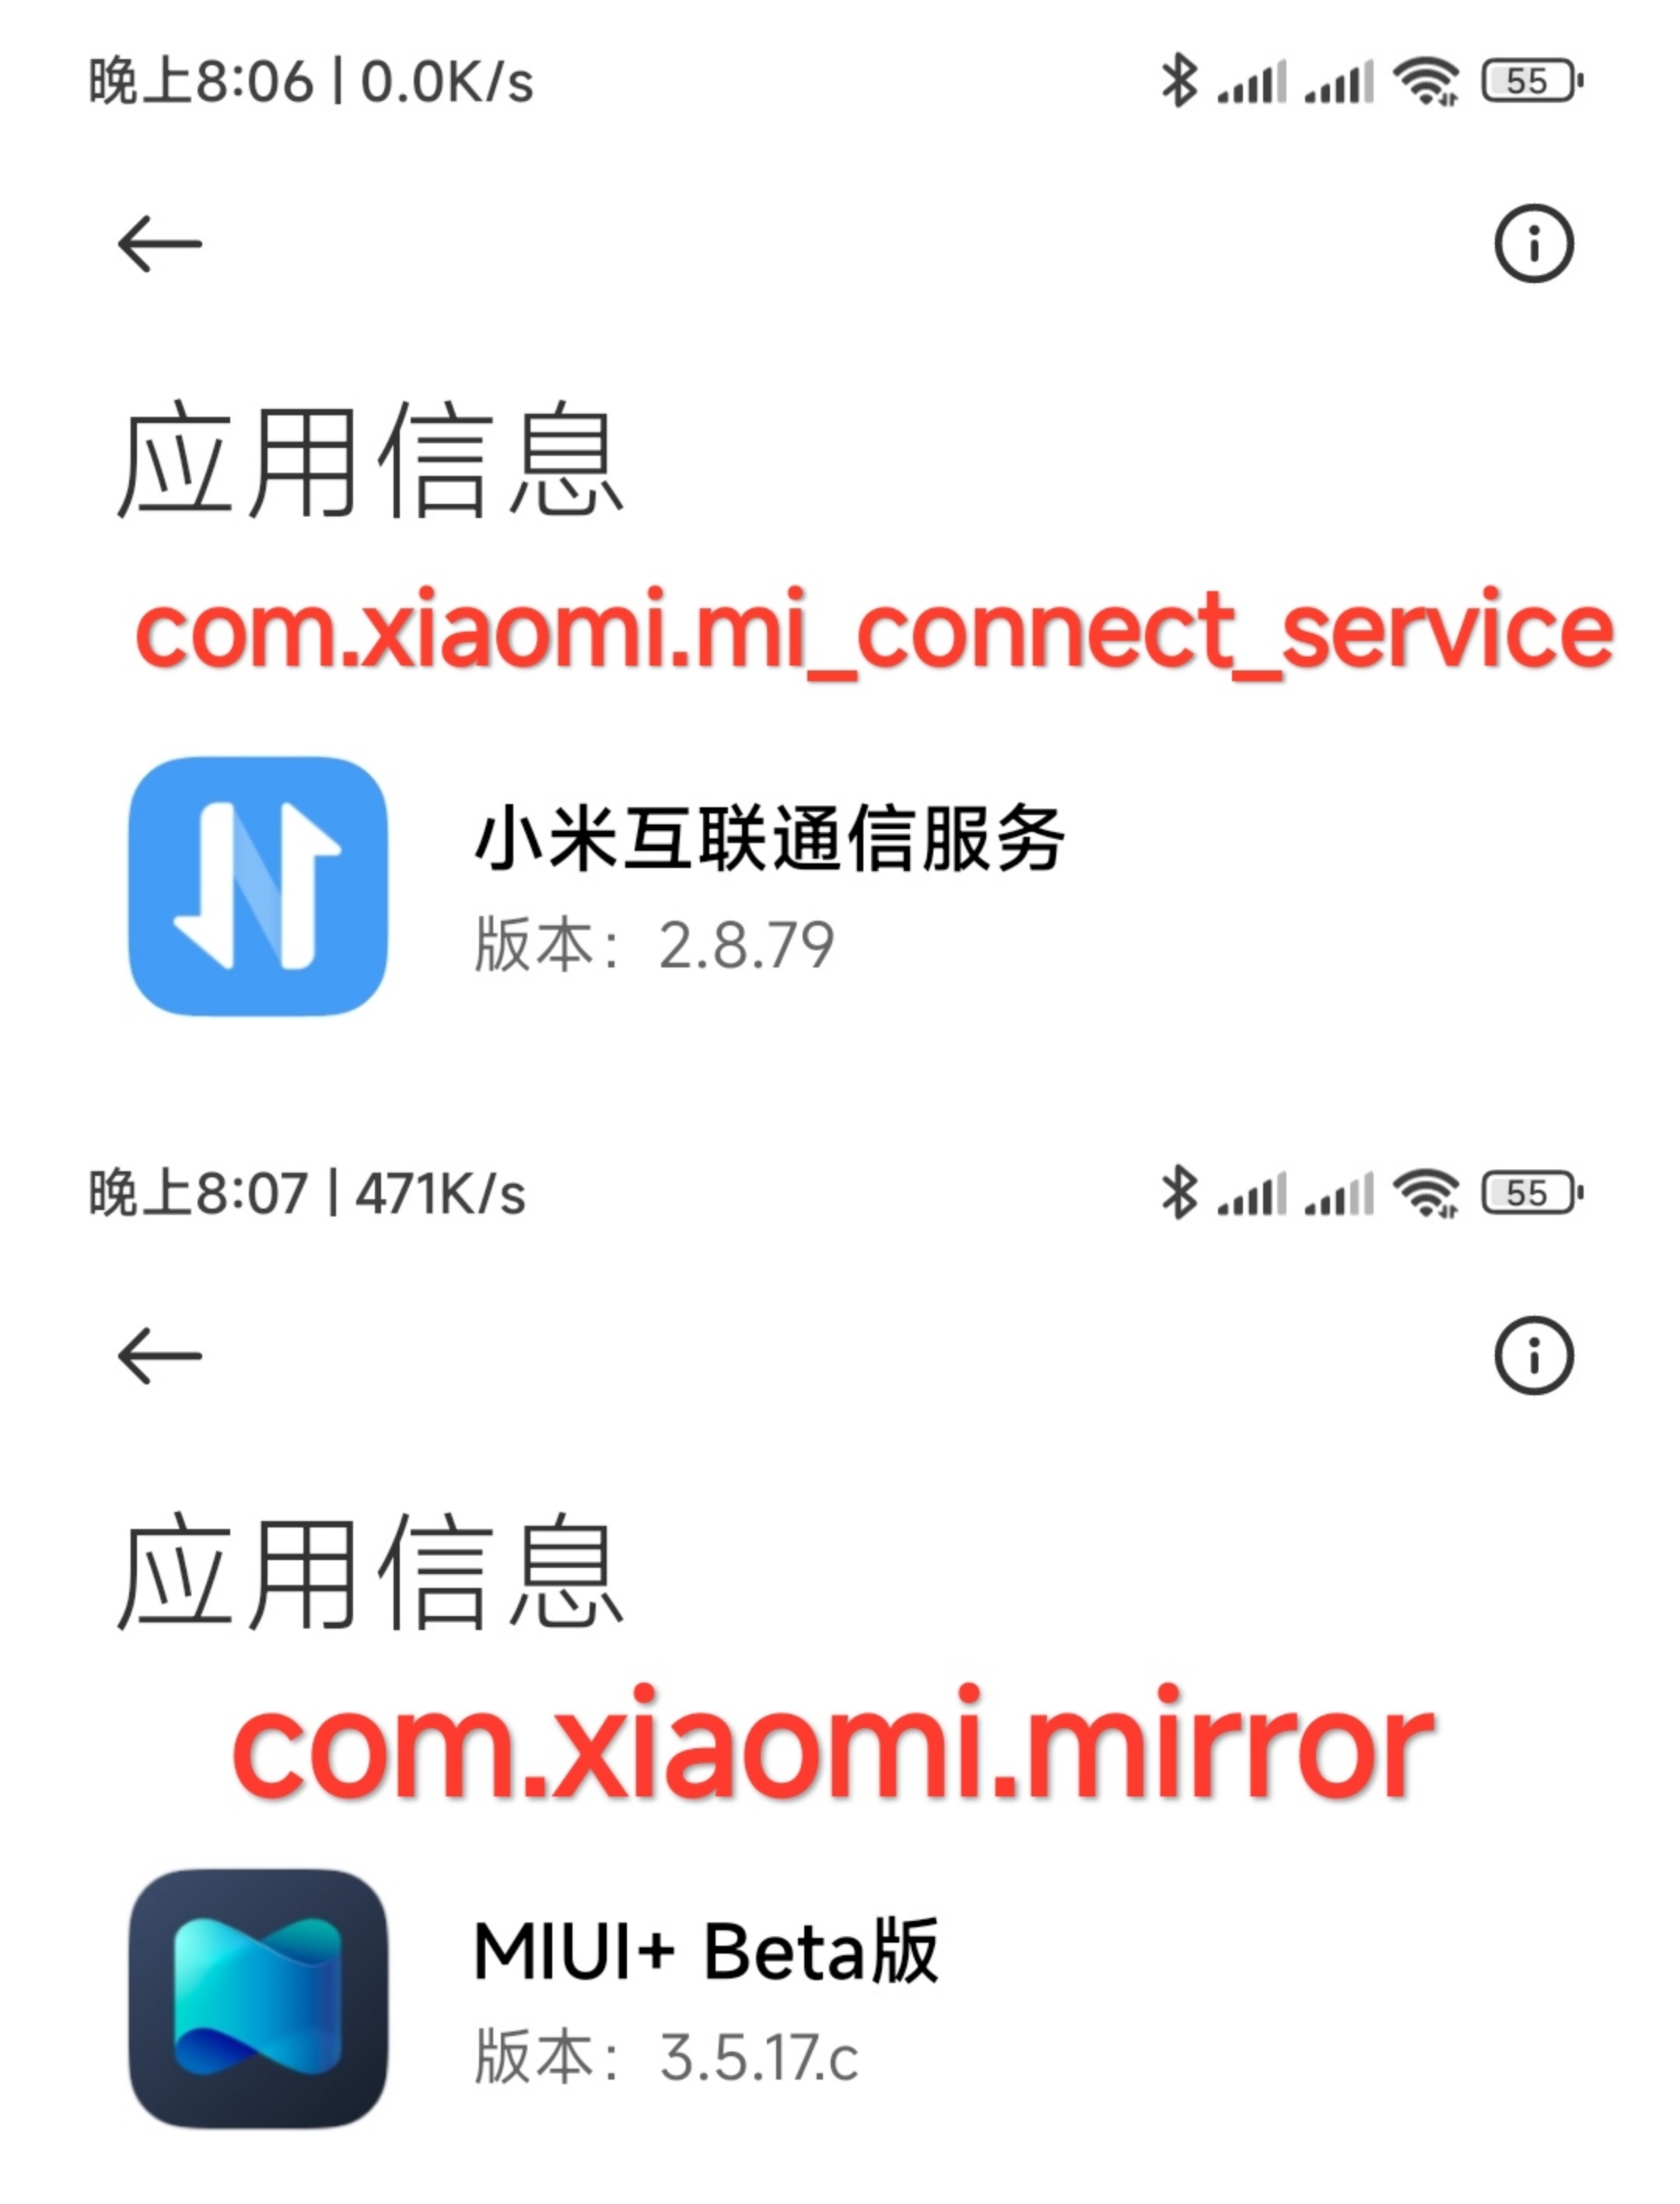 晚上8:06 | 0.0K/s
55
应用信息
com.xiaomi.mi_connect_service
小米互联通信服务
版本：2.8.79
晚上8:07 | 471K/s
55
应用信息
com.xiaomi.mirror
MIUI+ Beta版
版本：3.5.17.c